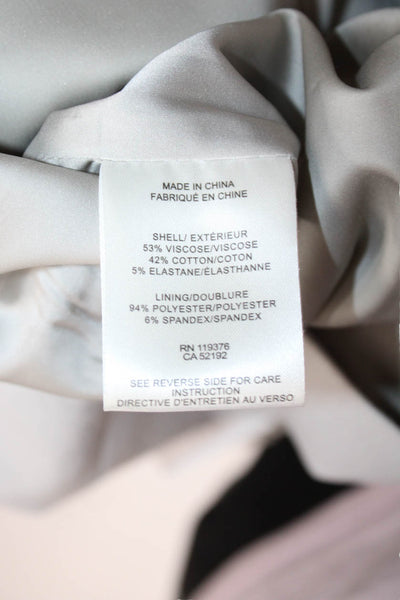 MADE IN CHINA
FABRIQUÉ EN CHINE
SHELL/ EXTÉRIEUR
53% VISCOSE/VISCOSE
42% COTTON/COTON
5% ELASTANE/ÉLASTHANNE
LINING/DOUBLURE
94% POLYESTER/POLYESTER
6% SPANDEX/SPANDEX
RN 119376
CA 52192
SEE REVERSE SIDE FOR CARE
INSTRUCTION
DIRECTIVE D'ENTRETIEN AU VERSO